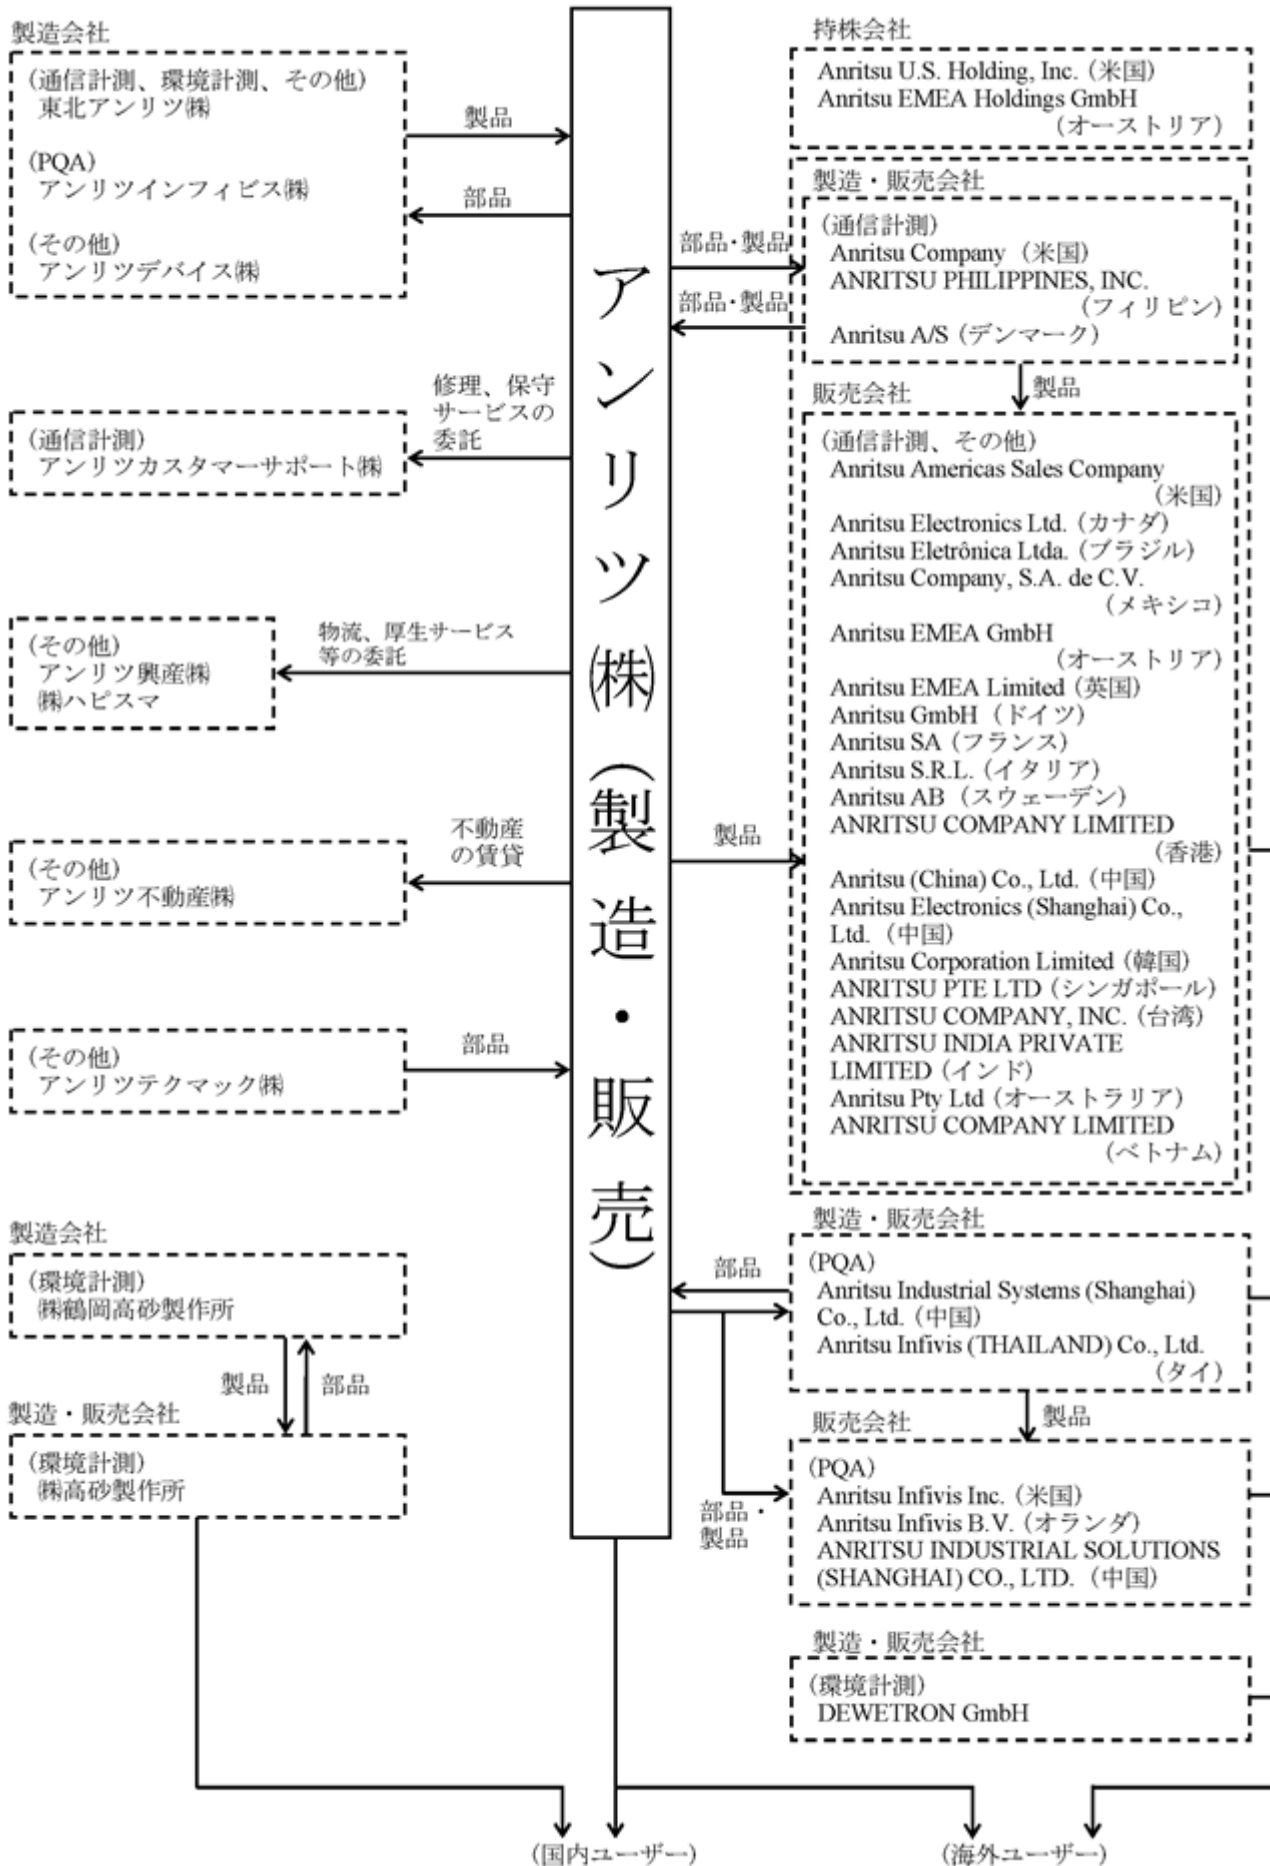 製造会社
(通信計測、環境計測、その他)
東北アンリツ㈱
(PQA)
アンリツインフィビス㈱
(その他)
アンリツデバイス㈱
製品
部品
(通信計測)
アンリツカスタマーサポート㈱
修理、保守
サービスの
委託
(その他)
アンリツ興産㈱
㈱ハピスマ
物流、厚生サービス
等の委託
(その他)
アンリツ不動産㈱
不動産
の賃貸
(その他)
アンリツテクマック㈱
部品
製造会社
(環境計測)
㈱鶴岡高砂製作所
製品
部品
製造・販売会社
(環境計測)
㈱高砂製作所
アンリツ㈱(製造・販売)
持株会社
Anritsu U.S. Holding, Inc. (米国)
Anritsu EMEA Holdings GmbH
(オーストリア)
製造・販売会社
(通信計測)
Anritsu Company (米国)
ANRITSU PHILIPPINES, INC.
(フィリピン)
Anritsu A/S (デンマーク)
部品・製品
部品・製品
製品
販売会社
(通信計測、その他)
Anritsu Americas Sales Company
(米国)
Anritsu Electronics Ltd. (カナダ)
Anritsu Eletrônica Ltda. (ブラジル)
Anritsu Company, S.A. de C.V.
(メキシコ)
Anritsu EMEA GmbH
(オーストリア)
Anritsu EMEA Limited (英国)
Anritsu GmbH (ドイツ)
Anritsu SA (フランス)
Anritsu S.R.L. (イタリア)
Anritsu AB (スウェーデン)
ANRITSU COMPANY LIMITED
(香港)
Anritsu (China) Co., Ltd. (中国)
Anritsu Electronics (Shanghai) Co.,
Ltd. (中国)
Anritsu Corporation Limited (韓国)
ANRITSU PTE LTD (シンガポール)
ANRITSU COMPANY, INC. (台湾)
ANRITSU INDIA PRIVATE
LIMITED (インド)
Anritsu Pty Ltd (オーストラリア)
ANRITSU COMPANY LIMITED
(ベトナム)
製品
製造・販売会社
(PQA)
Anritsu Industrial Systems (Shanghai)
Co., Ltd. (中国)
Anritsu Infivis (THAILAND) Co., Ltd.
(タイ)
部品
製品
販売会社
(PQA)
Anritsu Infivis Inc. (米国)
Anritsu Infivis B.V. (オランダ)
ANRITSU INDUSTRIAL SOLUTIONS
(SHANGHAI) CO., LTD. (中国)
部品・
製品
製造・販売会社
(環境計測)
DEWETRON GmbH
(国内ユーザー)
(海外ユーザー)